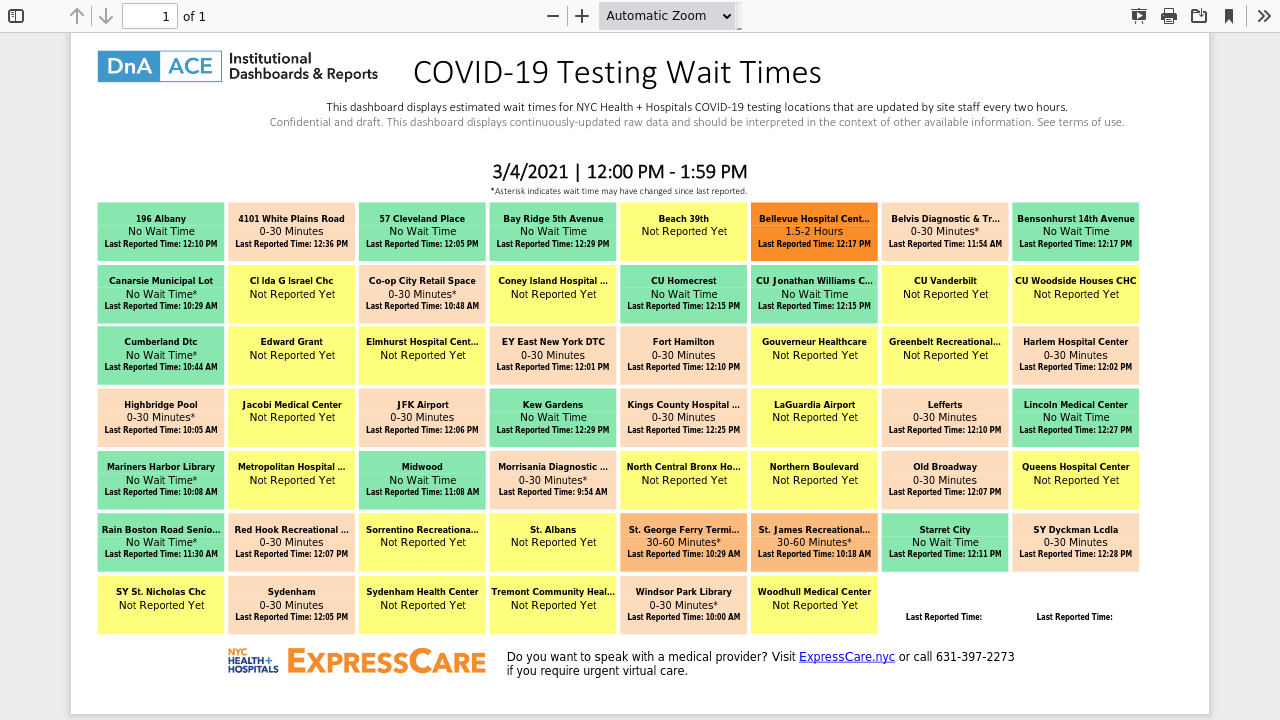 1 of 1 Automatic Zoom
DnA ACE Institutional
Dashboards & Reports
COVID-19 Testing Wait Times
This dashboard displays estimated wait times for NYC Health + Hospitals COVID-19 testing locations that are updated by site staff every two hours.
Confidential and draft. This dashboard displays continuously-updated raw data and should be interpreted in the context of other available information. See terms of use.
3/4/2021 | 12:00 PM - 1:59 PM
*Asterisk indicates wait time may have changed since last reported.
196 Albany
No Wait Time
Last Reported Time: 12:10 PM
4101 White Plains Road
0-30 Minutes
Last Reported Time: 12:36 PM
57 Cleveland Place
No Wait Time
Last Reported Time: 12:05 PM
Bay Ridge 5th Avenue
No Wait Time
Last Reported Time: 12:29 PM
Beach 39th
Not Reported Yet
Bellevue Hospital Cent...
1.5-2 Hours
Last Reported Time: 12:17 PM
Belvis Diagnostic & Tr...
0-30 Minutes*
Last Reported Time: 11:54 AM
Bensonhurst 14th Avenue
No Wait Time
Last Reported Time: 12:17 PM
Canarsie Municipal Lot
No Wait Time*
Last Reported Time: 10:29 AM
Cl Ida G Israel Chc
Not Reported Yet
Co-op City Retail Space
0-30 Minutes*
Last Reported Time: 10:48 AM
Coney Island Hospital ...
Not Reported Yet
CU Homecrest
No Wait Time
Last Reported Time: 12:15 PM
CU Jonathan Williams C...
No Wait Time
Last Reported Time: 12:15 PM
CU Vanderbilt
Not Reported Yet
CU Woodside Houses CHC
Not Reported Yet
Cumberland Dtc
No Wait Time*
Last Reported Time: 10:44 AM
Edward Grant
Not Reported Yet
Elmhurst Hospital Cent...
Not Reported Yet
EY East New York DTC
0-30 Minutes
Last Reported Time: 12:01 PM
Fort Hamilton
0-30 Minutes
Last Reported Time: 12:10 PM
Gouverneur Healthcare
Not Reported Yet
Greenbelt Recreational...
Not Reported Yet
Harlem Hospital Center
0-30 Minutes
Last Reported Time: 12:02 PM
Highbridge Pool
0-30 Minutes*
Last Reported Time: 10:05 AM
Jacobi Medical Center
Not Reported Yet
JFK Airport
0-30 Minutes
Last Reported Time: 12:06 PM
Kew Gardens
No Wait Time
Last Reported Time: 12:29 PM
Kings County Hospital ...
0-30 Minutes
Last Reported Time: 12:25 PM
LaGuardia Airport
Not Reported Yet
Lefferts
0-30 Minutes
Last Reported Time: 12:10 PM
Lincoln Medical Center
No Wait Time
Last Reported Time: 12:27 PM
Mariners Harbor Library
No Wait Time*
Last Reported Time: 10:08 AM
Metropolitan Hospital ...
Not Reported Yet
Midwood
No Wait Time
Last Reported Time: 11:08 AM
Morrisania Diagnostic ...
0-30 Minutes*
Last Reported Time: 9:54 AM
North Central Bronx Ho...
Not Reported Yet
Northern Boulevard
Not Reported Yet
Old Broadway
0-30 Minutes
Last Reported Time: 12:07 PM
Queens Hospital Center
Not Reported Yet
Rain Boston Road Senio...
No Wait Time*
Last Reported Time: 11:30 AM
Red Hook Recreational ...
0-30 Minutes
Last Reported Time: 12:07 PM
Sorrentino Recreationa...
Not Reported Yet
St. Albans
Not Reported Yet
St. George Ferry Termi...
30-60 Minutes*
Last Reported Time: 10:29 AM
St. James Recreational...
30-60 Minutes*
Last Reported Time: 10:18 AM
Starret City
No Wait Time
Last Reported Time: 12:11 PM
SY Dyckman Lcdla
0-30 Minutes
Last Reported Time: 12:28 PM
SY St. Nicholas Chc
Not Reported Yet
Sydenham
0-30 Minutes
Last Reported Time: 12:05 PM
Sydenham Health Center
Not Reported Yet
Tremont Community Heal...
Not Reported Yet
Windsor Park Library
0-30 Minutes*
Last Reported Time: 10:00 AM
Woodhull Medical Center
Not Reported Yet
Last Reported Time:
Last Reported Time:
NYC
HEALTH+
HOSPITALS
EXPRESSCARE
Do you want to speak with a medical provider? Visit ExpressCare.nyc or call 631-397-2273
if you require urgent virtual care.